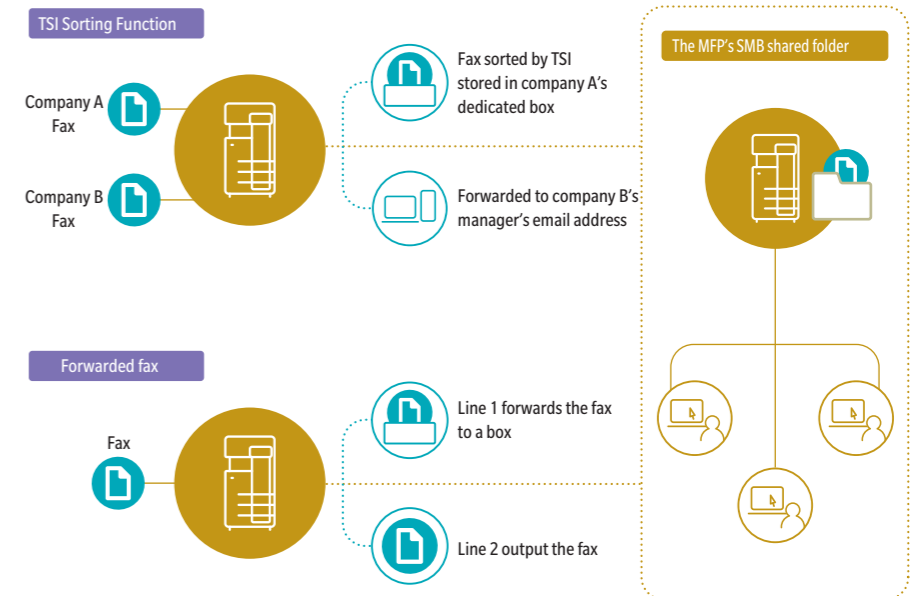 TSI Sorting Function
Company A
Fax
Company B
Fax
Fax sorted by TSI
stored in company A's
dedicated box
Forwarded to company B's
manager's email address
The MFP's SMB shared folder
Forwarded fax
Fax
Line 1 forwards the fax
to a box
Line 2 output the fax